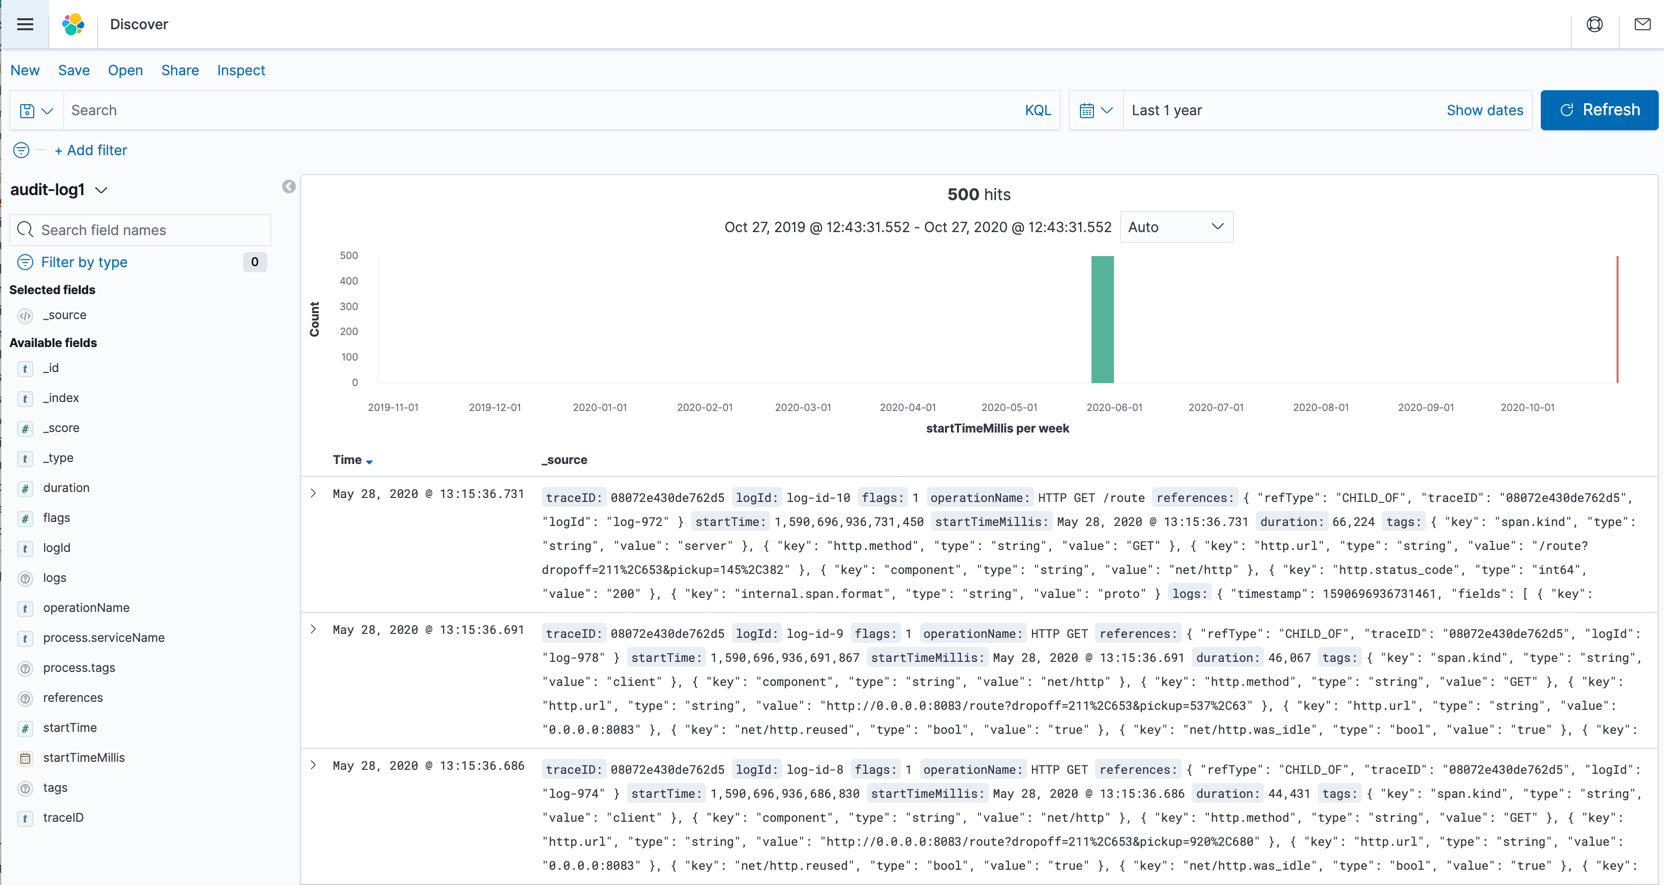 Discover
New Save Open Share Inspect
Search KQL Last 1 year Show dates Refresh
+ Add filter
audit-log1
Search field names
Filter by type 0
Selected fields
_source
Available fields
_id
_index
_score
_type
duration
flags
logId
logs
operationName
process.serviceName
process.tags
references
startTime
startTimeMillis
tags
traceID
500 hits
Oct 27, 2019 @ 12:43:31.552 - Oct 27, 2020 @ 12:43:31.552 Auto
500
400
300
200
100
0
Count
2019-11-01 2019-12-01 2020-01-01 2020-02-01 2020-03-01 2020-04-01 2020-05-01 2020-06-01 2020-07-01 2020-08-01 2020-09-01 2020-10-01
startTimeMillis per week
Time _source
May 28, 2020 @ 13:15:36.731 traceID: 08072e430de762d5 logId: log-id-10 flags: 1 operationName: HTTP GET /route references: { "refType": "CHILD_OF", "traceID": "08072e430de762d5",
"logId": "log-972" } startTime: 1,590,696,936,731,450 startTimeMillis: May 28, 2020 @ 13:15:36.731 duration: 66,224 tags: { "key": "span.kind", "type":
"string", "value": "server" }, { "key": "http.method", "type": "string", "value": "GET" }, { "key": "http.url", "type": "string", "value": "/route?
dropoff=211%2C653&pickup=145%2C382" }, { "key": "component", "type": "string", "value": "net/http" }, { "key": "http.status_code", "type": "int64",
"value": "200" }, { "key": "internal.span.format", "type": "string", "value": "proto" } logs: { "timestamp": 1590696936731461, "fields": [ { "key":
May 28, 2020 @ 13:15:36.691 traceID: 08072e430de762d5 logId: log-id-9 flags: 1 operationName: HTTP GET references: { "refType": "CHILD_OF", "traceID": "08072e430de762d5", "logId":
"log-978" } startTime: 1,590,696,936,691,867 startTimeMillis: May 28, 2020 @ 13:15:36.691 duration: 46,067 tags: { "key": "span.kind", "type": "string",
"value": "client" }, { "key": "component", "type": "string", "value": "net/http" }, { "key": "http.method", "type": "string", "value": "GET" }, { "key":
"http.url", "type": "string", "value": "http://0.0.0.0:8083/route?dropoff=211%2C653&pickup=537%2C63" }, { "key": "http.url", "type": "string", "value":
"0.0.0.0:8083" }, { "key": "net/http.reused", "type": "bool", "value": "true" }, { "key": "net/http.was_idle", "type": "bool", "value": "true" }, { "key":
May 28, 2020 @ 13:15:36.686 traceID: 08072e430de762d5 logId: log-id-8 flags: 1 operationName: HTTP GET references: { "refType": "CHILD_OF", "traceID": "08072e430de762d5", "logId":
"log-974" } startTime: 1,590,696,936,686,830 startTimeMillis: May 28, 2020 @ 13:15:36.686 duration: 44,431 tags: { "key": "span.kind", "type": "string",
"value": "client" }, { "key": "component", "type": "string", "value": "net/http" }, { "key": "http.method", "type": "string", "value": "GET" }, { "key":
"http.url", "type": "string", "value": "http://0.0.0.0:8083/route?dropoff=211%2C653&pickup=920%2C680" }, { "key": "http.url", "type": "string", "value":
"0.0.0.0:8083" }, { "key": "net/http.reused", "type": "bool", "value": "true" }, { "key": "net/http.was_idle", "type": "bool", "value": "true" }, { "key":